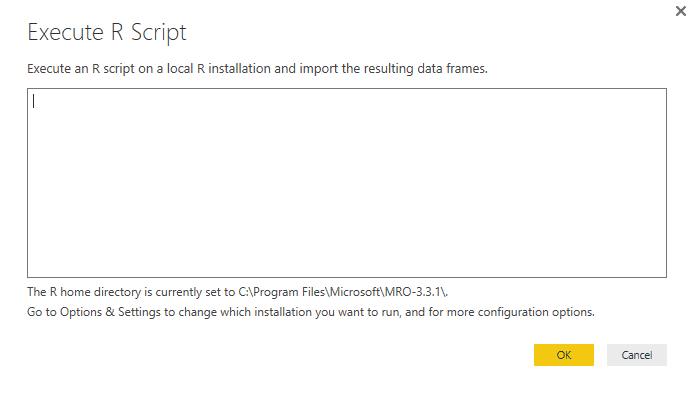 Execute R Script
Execute an R script on a local R installation and import the resulting data frames.
The R home directory is currently set to C:\Program Files\Microsoft\MRO-3.3.1\.
Go to Options & Settings to change which installation you want to run, and for more configuration options.
OK
Cancel